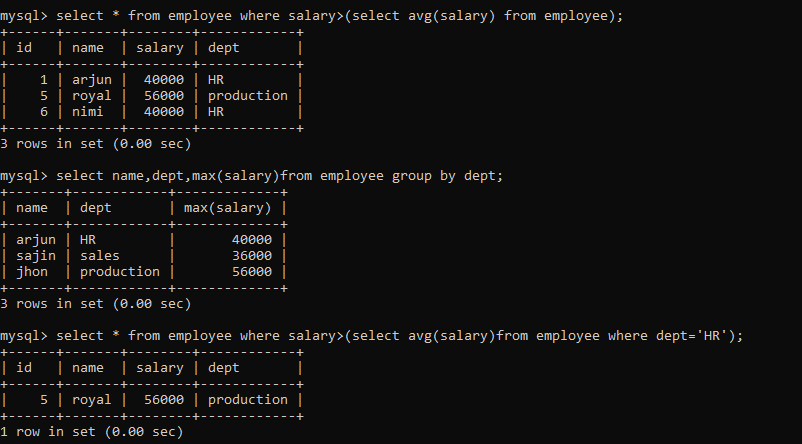 mysql> select * from employee where salary>(select avg(salary) from employee);
+------+-------+--------+------------+
| id   | name  | salary | dept       |
+------+-------+--------+------------+
|    1 | arjun |  40000 | HR         |
|    5 | royal |  56000 | production |
|    6 | nimi  |  40000 | HR         |
+------+-------+--------+------------+
3 rows in set (0.00 sec)
mysql> select name,dept,max(salary)from employee group by dept;
+-------+------------+-------------+
| name  | dept       | max(salary) |
+-------+------------+-------------+
| arjun | HR         |       40000 |
| sajin | sales      |       36000 |
| jhon  | production |       56000 |
+-------+------------+-------------+
3 rows in set (0.00 sec)
mysql> select * from employee where salary>(select avg(salary)from employee where dept='HR');
+------+-------+--------+------------+
| id   | name  | salary | dept       |
+------+-------+--------+------------+
|    5 | royal |  56000 | production |
+------+-------+--------+------------+
1 row in set (0.00 sec)